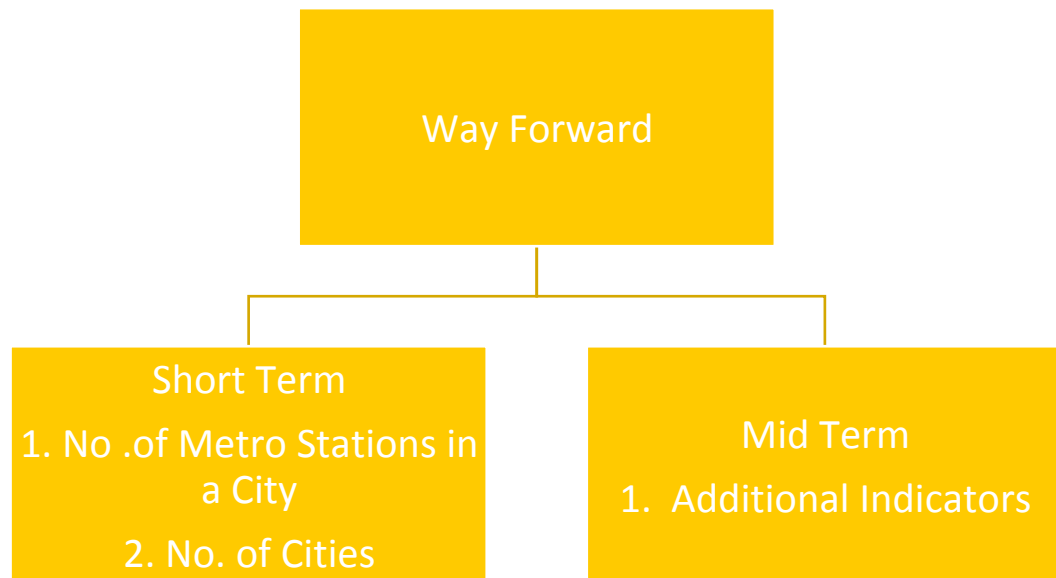 Way Forward
Short Term
1. No .of Metro Stations in
a City
2. No. of Cities
Mid Term
1. Additional Indicators